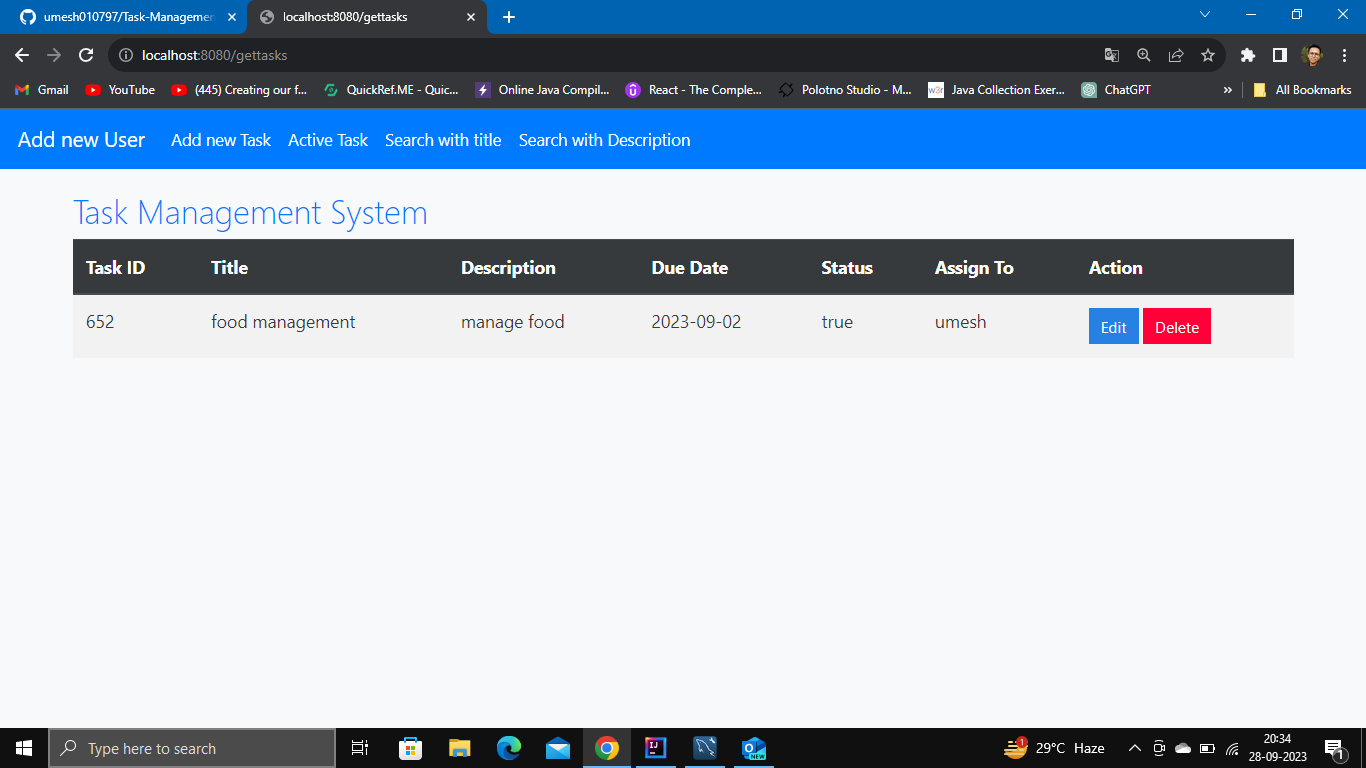 umesh010797/Task-Managemen
localhost:8080/gettasks
localhost:8080/gettasks
Gmail YouTube (445) Creating our f... QuickRef.ME - Quic... Online Java Compil... React - The Comple... Polotno Studio - M... w3r Java Collection Exer... ChatGPT » All Bookmarks
Add new User Add new Task Active Task Search with title Search with Description
Task Management System
Task ID Title Description Due Date Status Assign To Action
652 food management manage food 2023-09-02 true umesh Edit Delete
Type here to search
IJ
NEW
1
29°C Haze
20:34
28-09-2023
1